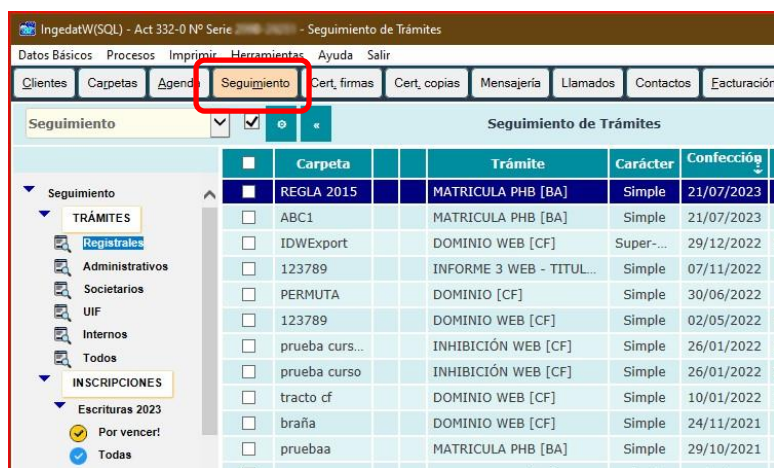 IngedatW(SQL) - Act 332-0 Nº Serie - Seguimiento de Trámites
Datos Básicos Procesos Imprimir Herramientas Ayuda Salir
Clientes Carpetas Agenda Seguimiento Cert. firmas Cert. copias Mensajería Llamados Contactos Facturación
Seguimiento « Seguimiento de Trámites
Carpeta Trámite Carácter Confección
Seguimiento REGLA 2015 MATRICULA PHB [BA] Simple 21/07/2023
TRÁMITES ABC1 MATRICULA PHB [BA] Simple 21/07/2023
Registrales IDWExport DOMINIO WEB [CF] Super-... 29/12/2022
Administrativos 123789 INFORME 3 WEB - TITUL... Simple 07/11/2022
Societarios PERMUTA DOMINIO [CF] Simple 30/06/2022
UIF 123789 DOMINIO WEB [CF] Simple 02/05/2022
Internos prueba curs... INHIBICIÓN WEB [CF] Simple 26/01/2022
Todos prueba curso INHIBICIÓN WEB [CF] Simple 26/01/2022
INSCRIPCIONES tracto cf DOMINIO WEB [CF] Simple 10/01/2022
Escrituras 2023 braña DOMINIO WEB [CF] Simple 24/11/2021
Por vencer! pruebaa MATRICULA PHB [BA] Simple 29/10/2021
Todas